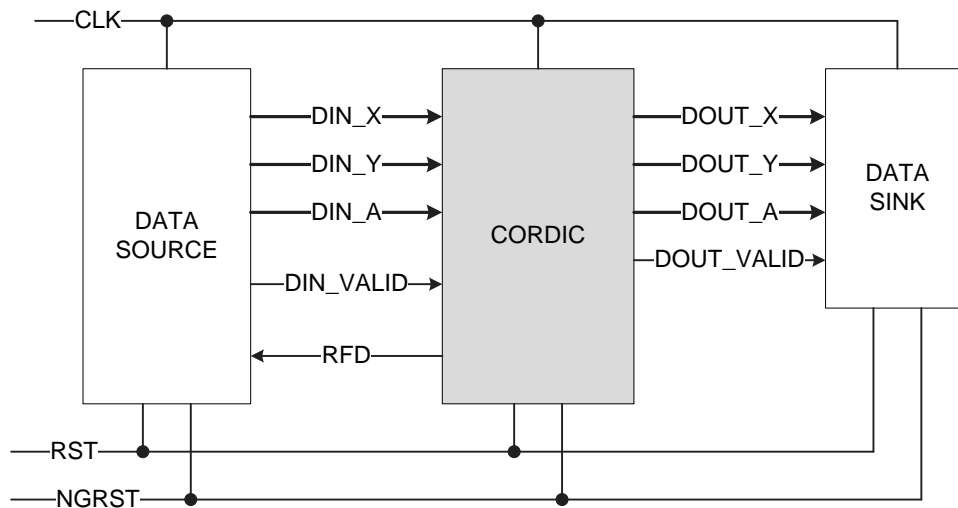 CLK
DIN_X
DOUT_X
DIN_Y
DOUT_Y
DATA
SINK
DATA
SOURCE
DIN_A
CORDIC
DOUT_A
DIN_VALID
DOUT_VALID
RFD
RST
NGRST